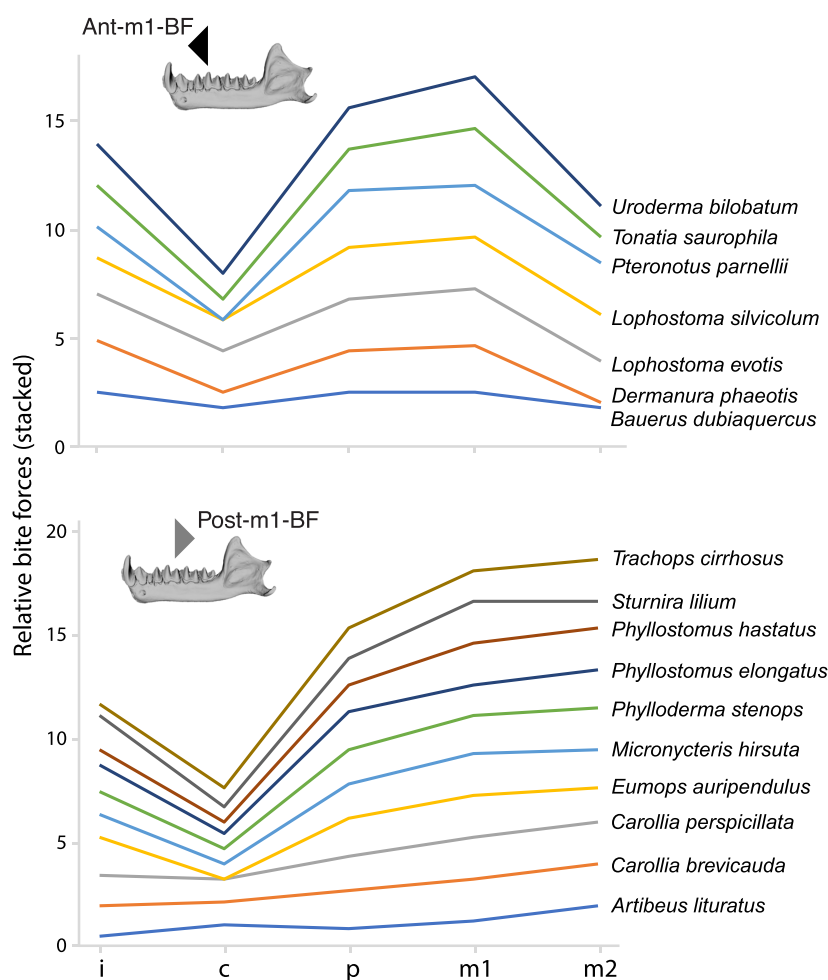 Ant-m1-BF
15
10
5
0
Uroderma bilobatum
Tonatia saurophila
Pteronotus parnellii
Lophostoma silvicolum
Lophostoma evotis
Dermanura phaeotis
Bauerus dubiaquercus
Relative bite forces (stacked)
Post-m1-BF
20
15
10
5
0
Trachops cirrhosus
Sturnira lilium
Phyllostomus hastatus
Phyllostomus elongatus
Phylloderma stenops
Micronycteris hirsuta
Eumops auripendulus
Carollia perspicillata
Carollia brevicauda
Artibeus lituratus
i c p m1 m2